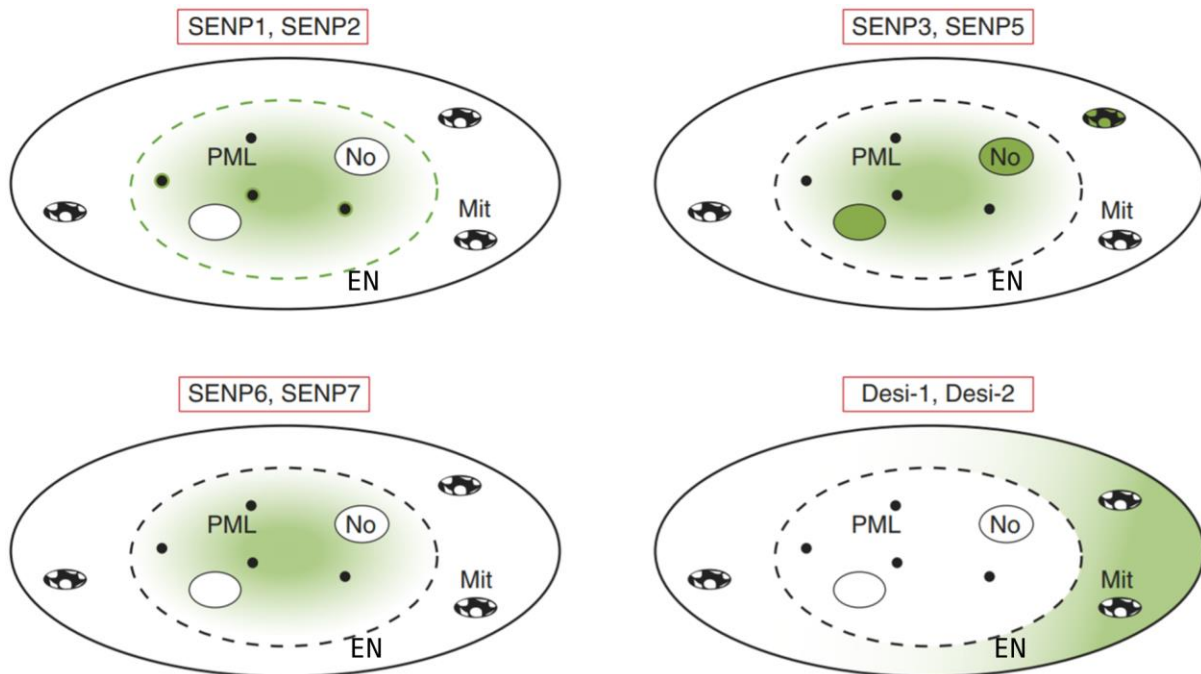 SENP1, SENP2
PML
No
Mit
EN
SENP3, SENP5
PML
No
Mit
EN
SENP6, SENP7
PML
No
Mit
EN
Desi-1, Desi-2
PML
No
Mit
EN